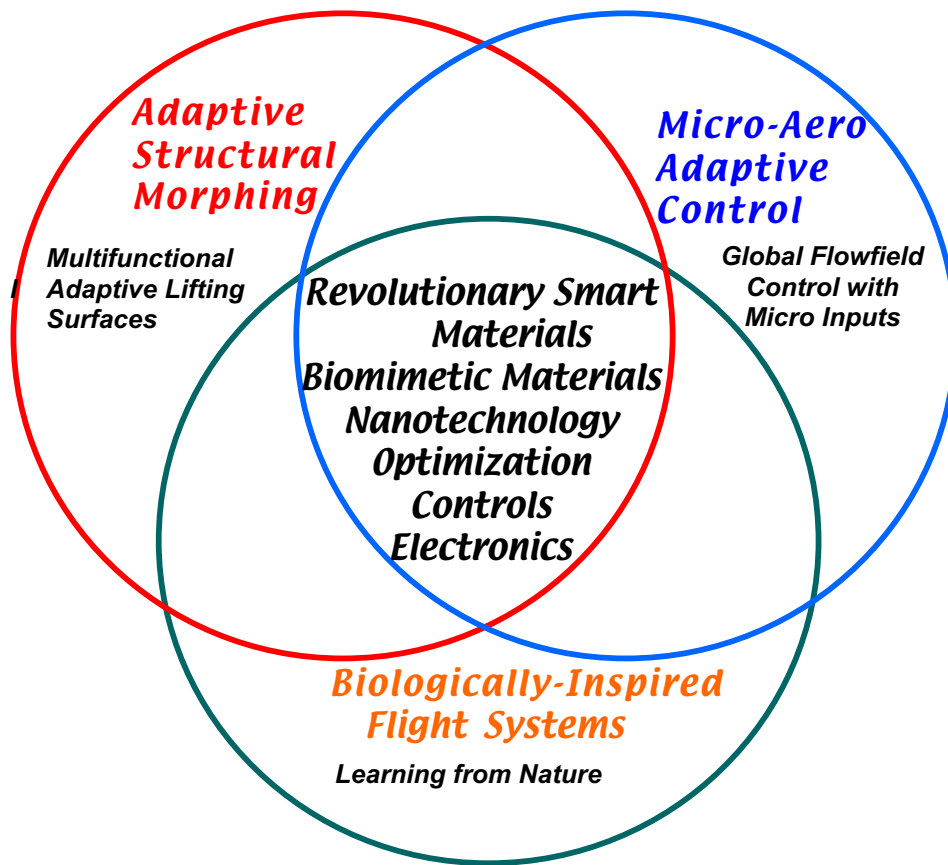 Adaptive
Structural
Morphing
Multifunctional
l Adaptive Lifting
Surfaces
Micro-Aero
Adaptive
Control
Global Flowfield
Control with
Micro Inputs
Revolutionary Smart
Materials
Biomimetic Materials
Nanotechnology
Optimization
Controls
Electronics
Biologically-Inspired
Flight Systems
Learning from Nature